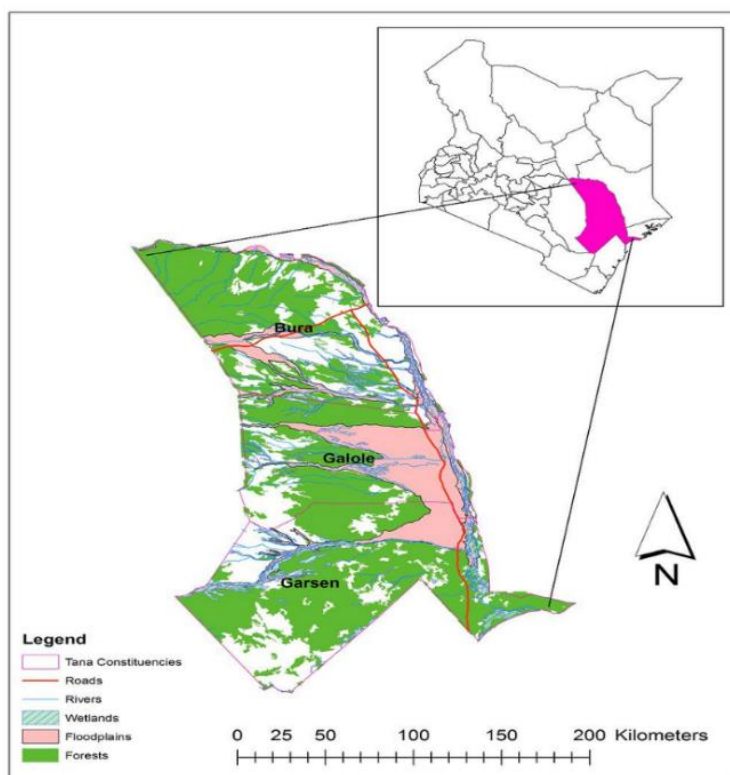 Bura
Galole
Garsen
N
Legend
Tana Constituencies
Roads
Rivers
Wetlands
Floodplains
Forests
0 25 50 100 150 200 Kilometers